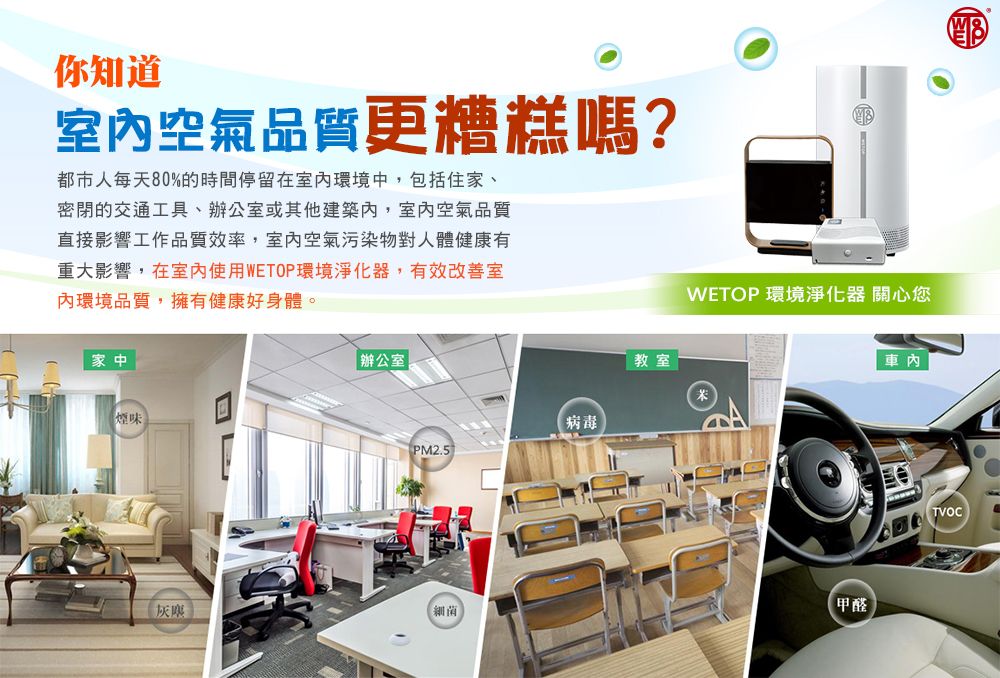 WETOP
®
你知道
室內空氣品質更糟糕嗎?
都市人每天80%的時間停留在室內環境中，包括住家、
密閉的交通工具、辦公室或其他建築內，室內空氣品質
直接影響工作品質效率，室內空氣污染物對人體健康有
重大影響，在室內使用WETOP環境淨化器，有效改善室
內環境品質，擁有健康好身體。
WETOP 環境淨化器 關心您
家中
辦公室
教室
車內
煙味
PM2.5
病毒
苯
TVOC
灰塵
細菌
甲醛